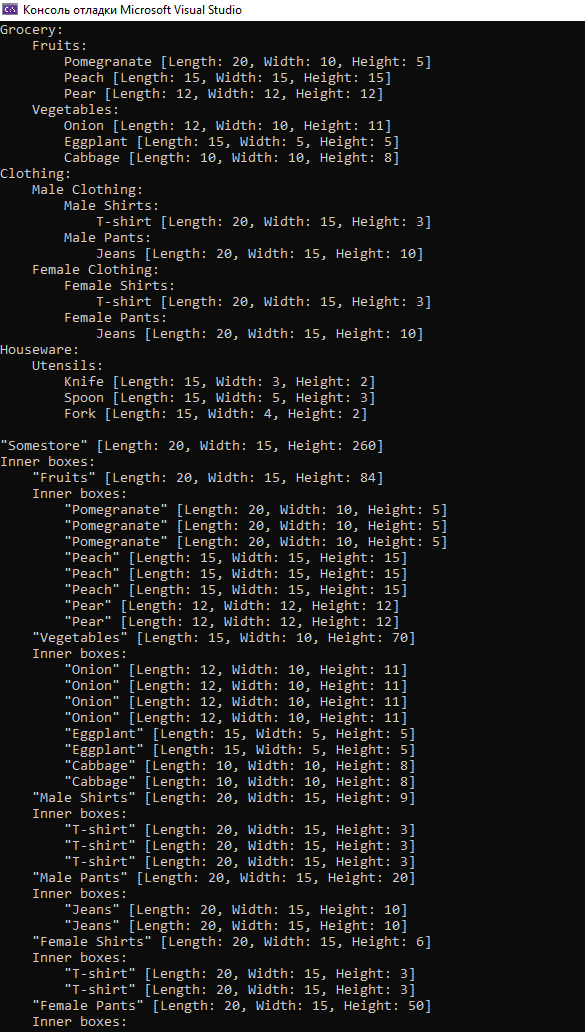 Консоль отладки Microsoft Visual Studio
Grocery:
    Fruits:
        Pomegranate [Length: 20, Width: 10, Height: 5]
        Peach [Length: 15, Width: 15, Height: 15]
        Pear [Length: 12, Width: 12, Height: 12]
    Vegetables:
        Onion [Length: 12, Width: 10, Height: 11]
        Eggplant [Length: 15, Width: 5, Height: 5]
        Cabbage [Length: 10, Width: 10, Height: 8]
Clothing:
    Male Clothing:
        Male Shirts:
            T-shirt [Length: 20, Width: 15, Height: 3]
        Male Pants:
            Jeans [Length: 20, Width: 15, Height: 10]
    Female Clothing:
        Female Shirts:
            T-shirt [Length: 20, Width: 15, Height: 3]
        Female Pants:
            Jeans [Length: 20, Width: 15, Height: 10]
Houseware:
    Utensils:
        Knife [Length: 15, Width: 3, Height: 2]
        Spoon [Length: 15, Width: 5, Height: 3]
        Fork [Length: 15, Width: 4, Height: 2]

"Somestore" [Length: 20, Width: 15, Height: 260]
Inner boxes:
    "Fruits" [Length: 20, Width: 15, Height: 84]
    Inner boxes:
        "Pomegranate" [Length: 20, Width: 10, Height: 5]
        "Pomegranate" [Length: 20, Width: 10, Height: 5]
        "Pomegranate" [Length: 20, Width: 10, Height: 5]
        "Peach" [Length: 15, Width: 15, Height: 15]
        "Peach" [Length: 15, Width: 15, Height: 15]
        "Peach" [Length: 15, Width: 15, Height: 15]
        "Pear" [Length: 12, Width: 12, Height: 12]
        "Pear" [Length: 12, Width: 12, Height: 12]
    "Vegetables" [Length: 15, Width: 10, Height: 70]
    Inner boxes:
        "Onion" [Length: 12, Width: 10, Height: 11]
        "Onion" [Length: 12, Width: 10, Height: 11]
        "Onion" [Length: 12, Width: 10, Height: 11]
        "Onion" [Length: 12, Width: 10, Height: 11]
        "Eggplant" [Length: 15, Width: 5, Height: 5]
        "Eggplant" [Length: 15, Width: 5, Height: 5]
        "Cabbage" [Length: 10, Width: 10, Height: 8]
        "Cabbage" [Length: 10, Width: 10, Height: 8]
    "Male Shirts" [Length: 20, Width: 15, Height: 9]
    Inner boxes:
        "T-shirt" [Length: 20, Width: 15, Height: 3]
        "T-shirt" [Length: 20, Width: 15, Height: 3]
        "T-shirt" [Length: 20, Width: 15, Height: 3]
    "Male Pants" [Length: 20, Width: 15, Height: 20]
    Inner boxes:
        "Jeans" [Length: 20, Width: 15, Height: 10]
        "Jeans" [Length: 20, Width: 15, Height: 10]
    "Female Shirts" [Length: 20, Width: 15, Height: 6]
    Inner boxes:
        "T-shirt" [Length: 20, Width: 15, Height: 3]
        "T-shirt" [Length: 20, Width: 15, Height: 3]
    "Female Pants" [Length: 20, Width: 15, Height: 50]
    Inner boxes: